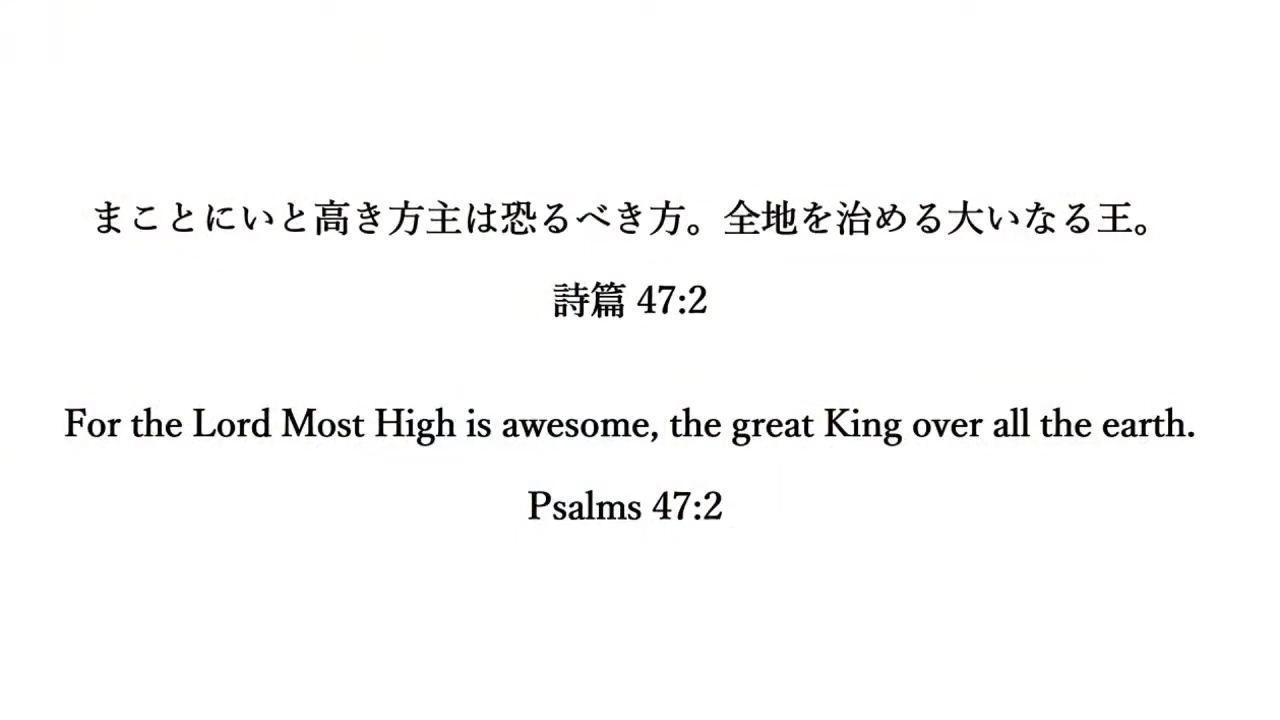 まことにいと高き方主は恐るべき方。全地を治める大いなる王。
詩篇 47:2
For the Lord Most High is awesome, the great King over all the earth.
Psalms 47:2